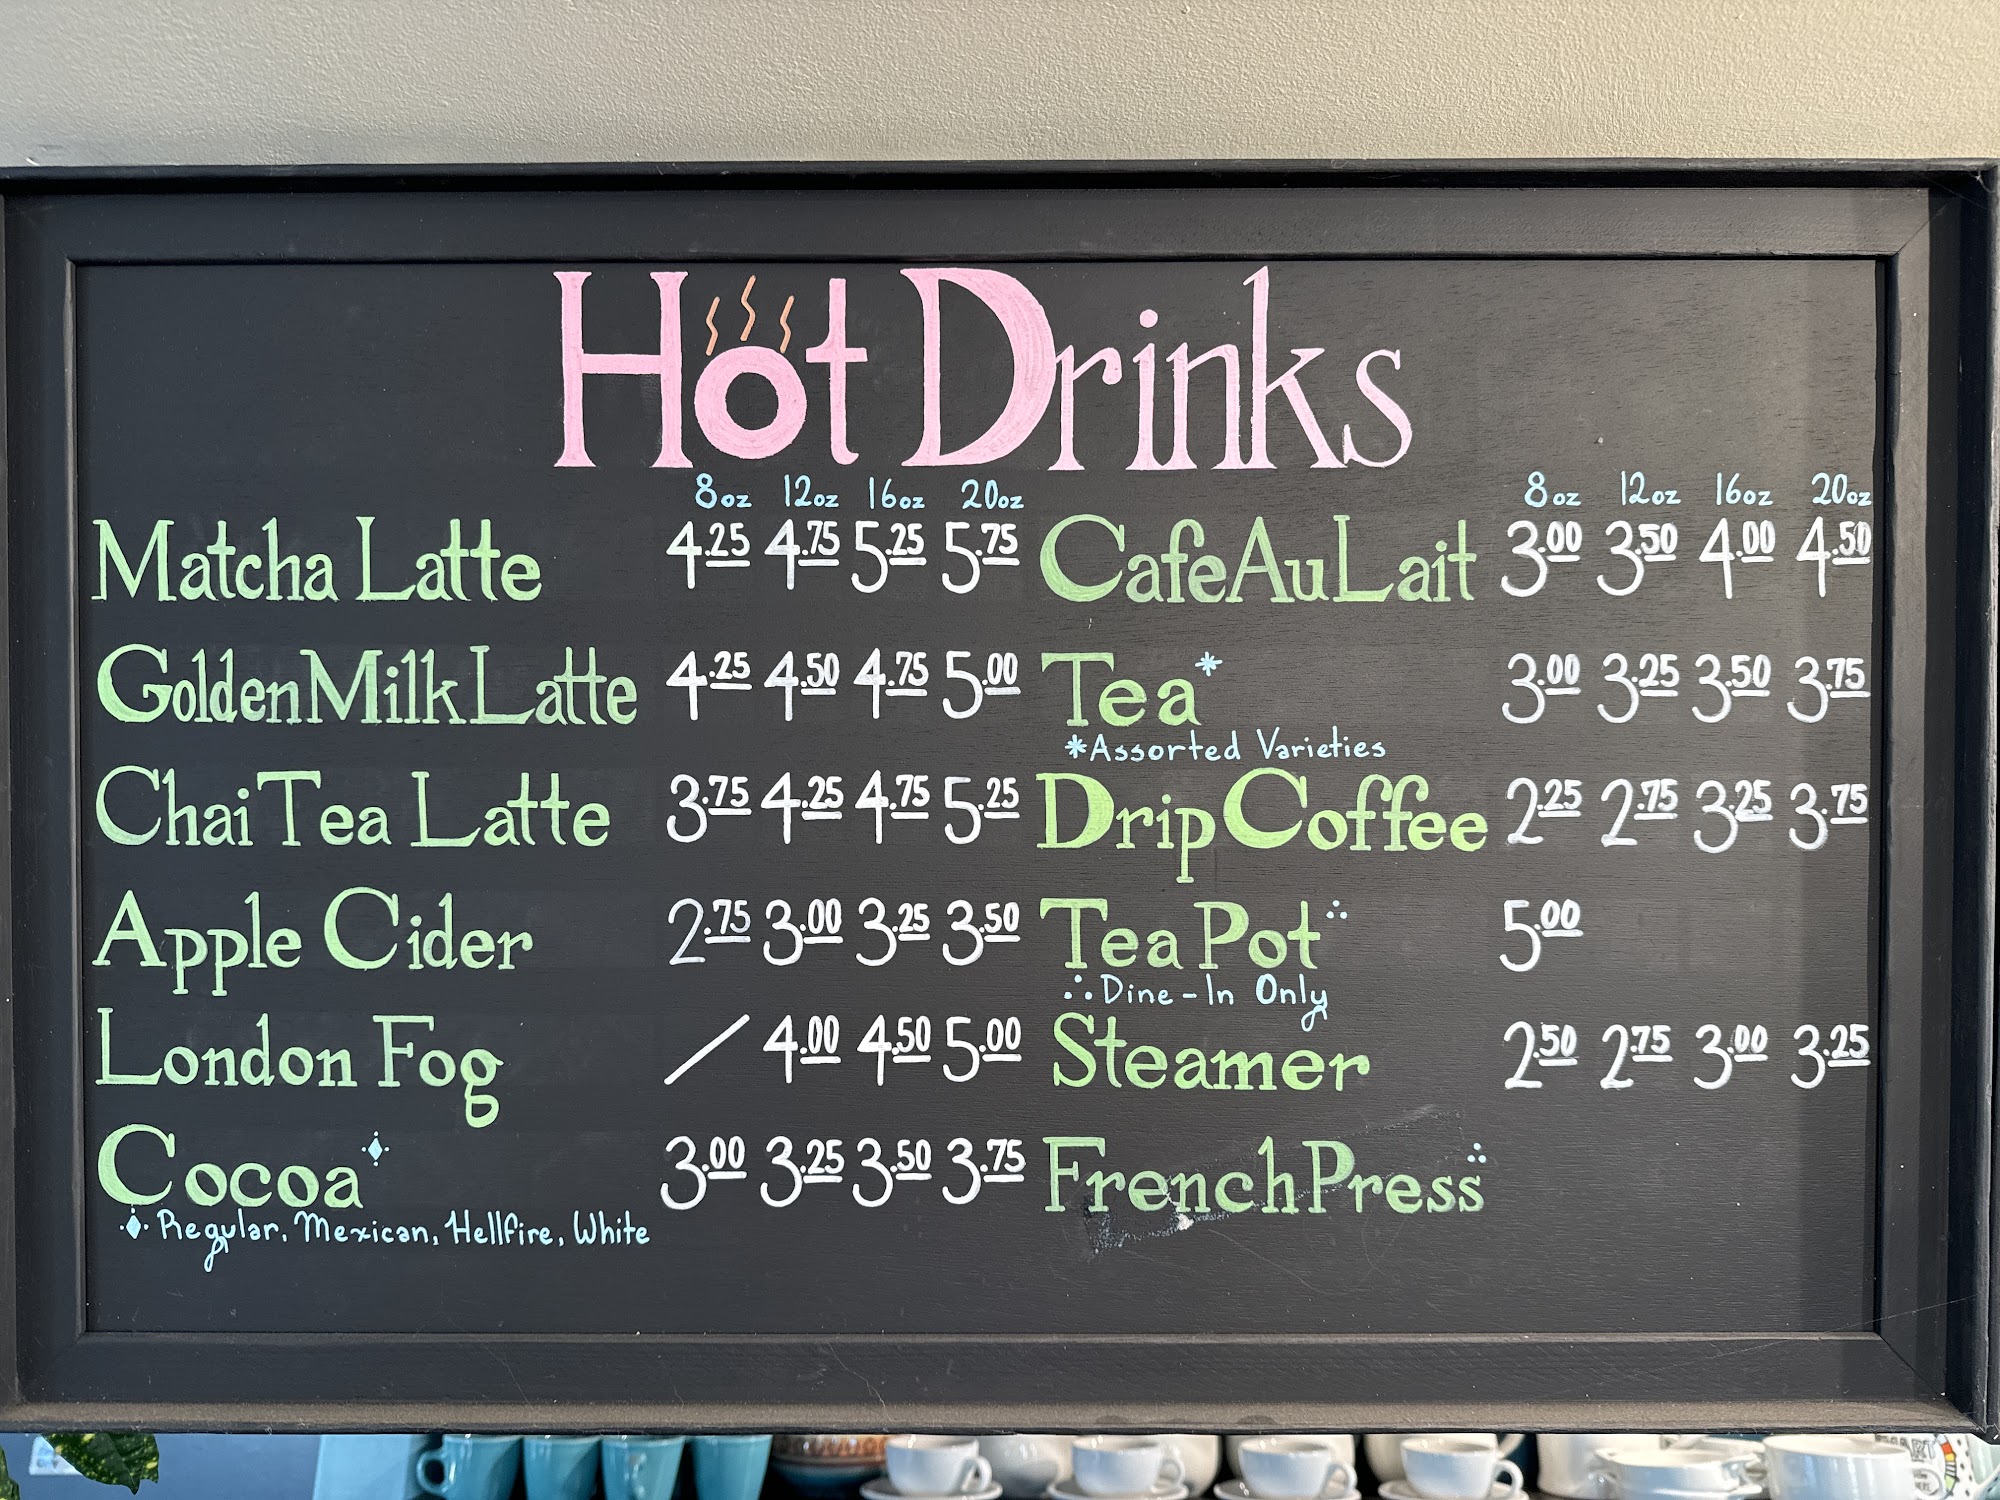 Hot Drinks
8oz 12oz 16oz 20oz
Matcha Latte 4.25 4.75 5.25 5.75
Golden Milk Latte 4.25 4.50 4.75 5.00
Chai Tea Latte 3.75 4.25 4.75 5.25
Apple Cider 2.75 3.00 3.25 3.50
London Fog / 4.00 4.50 5.00
Cocoa 3.00 3.25 3.50 3.75
Regular, Mexican, Hellfire, White
8oz 12oz 16oz 20oz
Cafe Au Lait 3.00 3.50 4.00 4.50
Tea* 3.00 3.25 3.50 3.75
*Assorted Varieties
Drip Coffee 2.25 2.75 3.25 3.75
Tea Pot∴ 5.00
∴Dine-In Only
Steamer 2.50 2.75 3.00 3.25
French Press∴